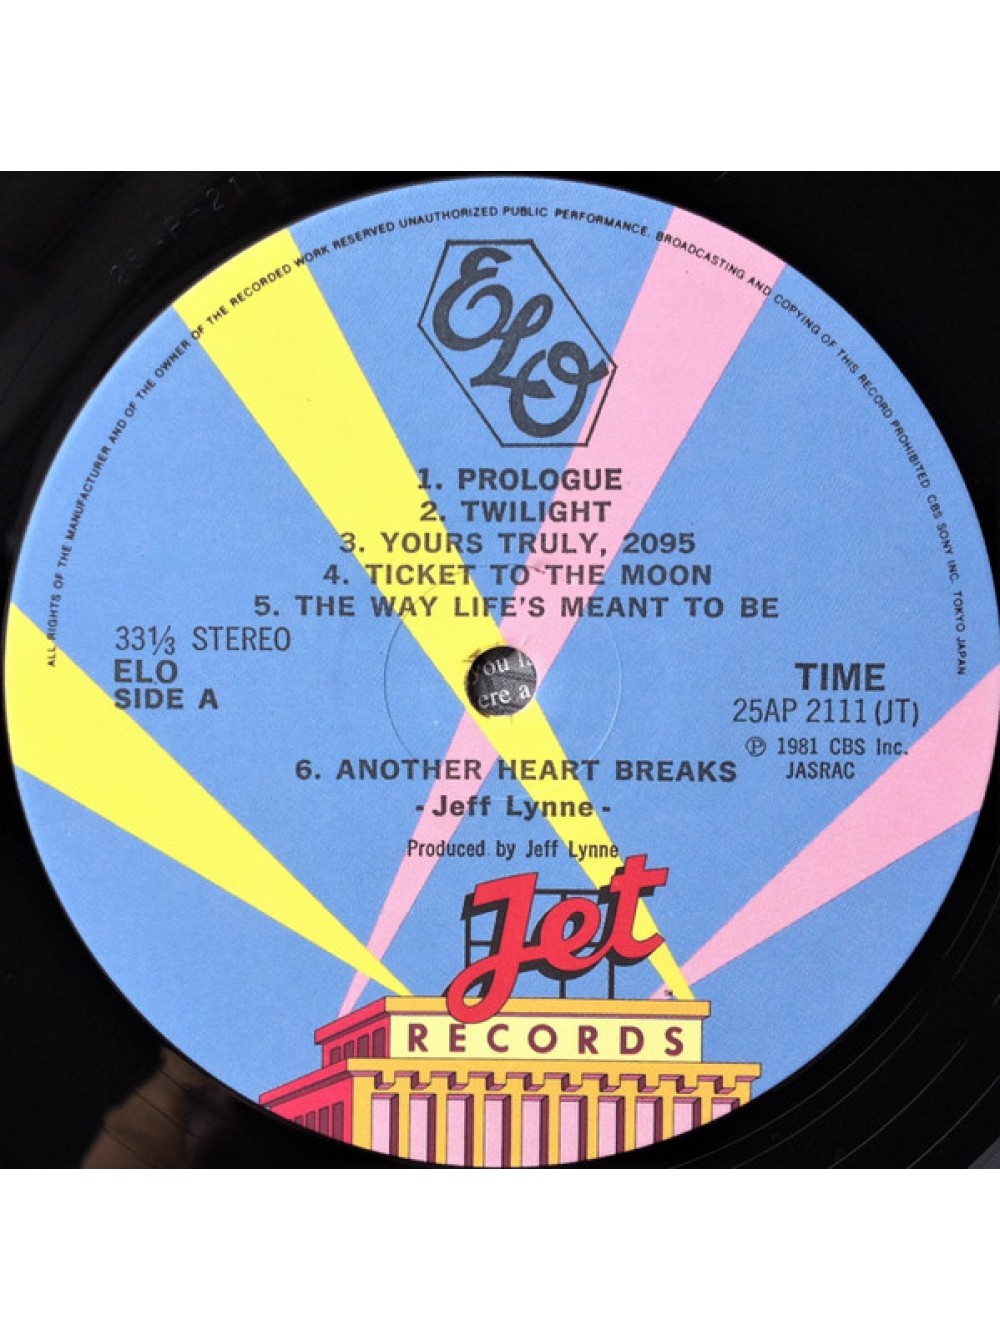 ALL RIGHTS OF THE MANUFACTURER AND OF THE OWNER OF THE RECORDED WORK RESERVED UNAUTHORIZED PUBLIC PERFORMANCE. BROADCASTING AND COPYING OF THIS RECORD PROHIBITED CBS SONY INC. TOKYO JAPAN
ELO
1. PROLOGUE
2. TWILIGHT
3. YOURS TRULY, 2095
4. TICKET TO THE MOON
5. THE WAY LIFE'S MEANT TO BE
33⅓ STEREO
ELO
SIDE A
you
ere a
TIME
25AP 2111 (JT)
℗ 1981 CBS Inc.
JASRAC
6. ANOTHER HEART BREAKS
- Jeff Lynne -
Produced by Jeff Lynne
Jet
RECORDS